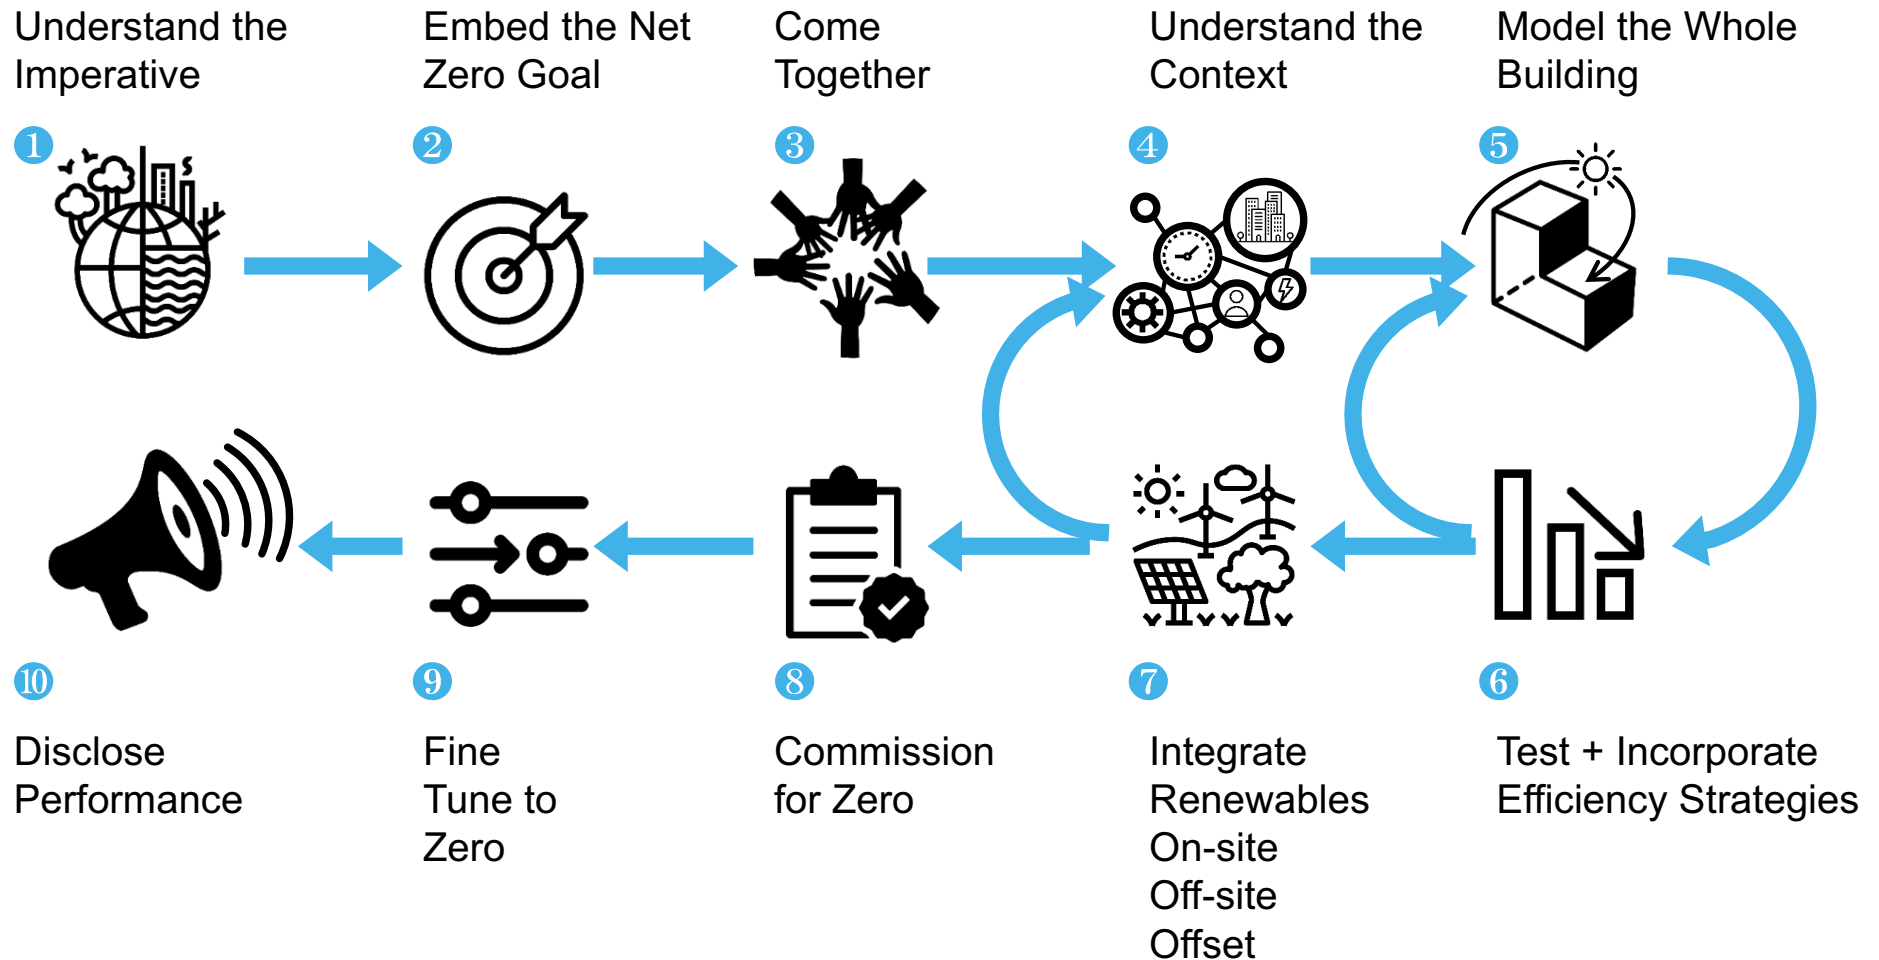 Understand the
Imperative
Embed the Net
Zero Goal
Come
Together
Understand the
Context
Model the Whole
Building
1
2
3
4
5
10
9
8
7
6
Disclose
Performance
Fine
Tune to
Zero
Commission
for Zero
Integrate
Renewables
On-site
Off-site
Offset
Test + Incorporate
Efficiency Strategies